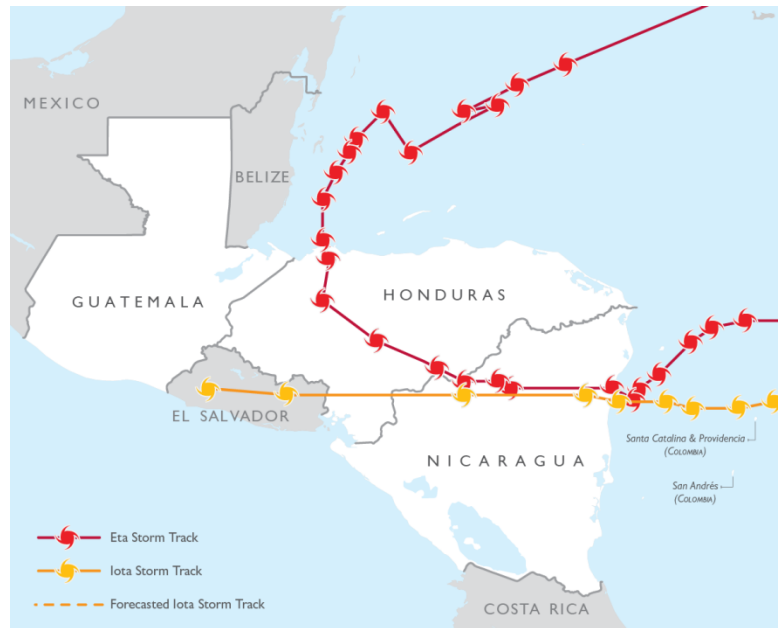 MEXICO
BELIZE
GUATEMALA
HONDURAS
EL SALVADOR
Santa Catalina & Providencia
(COLOMBIA)
NICARAGUA
San Andrés
(COLOMBIA)
Eta Storm Track
Iota Storm Track
Forecasted Iota Storm Track
COSTA RICA